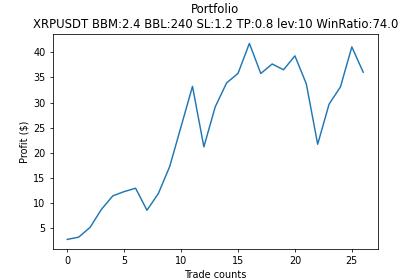 Portfolio
XRPUSDT BBM:2.4 BBL:240 SL:1.2 TP:0.8 lev:10 WinRatio:74.0
40
35
30
25
20
15
10
5
Profit ($)
0 5 10 15 20 25
Trade counts